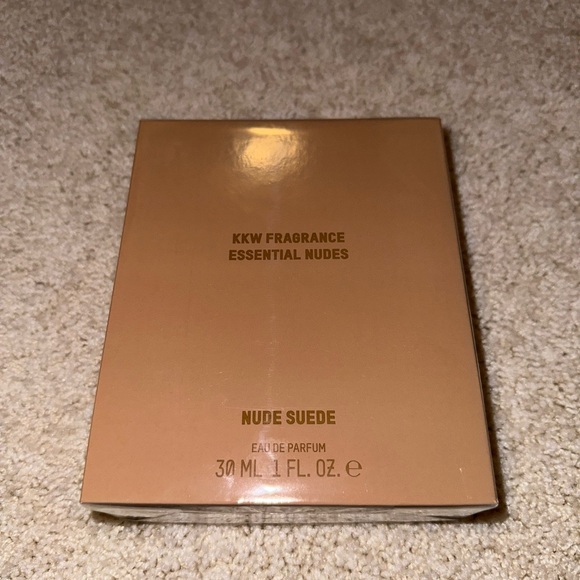 KKW FRAGRANCE
ESSENTIAL NUDES
NUDE SUEDE
EAU DE PARFUM
30 ML 1 FL. OZ. ℮